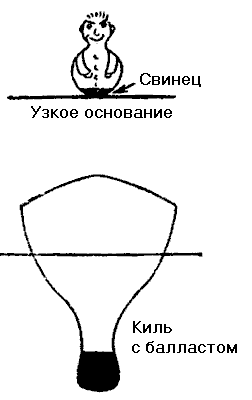 Свинец
Узкое основание
Киль
с балластом